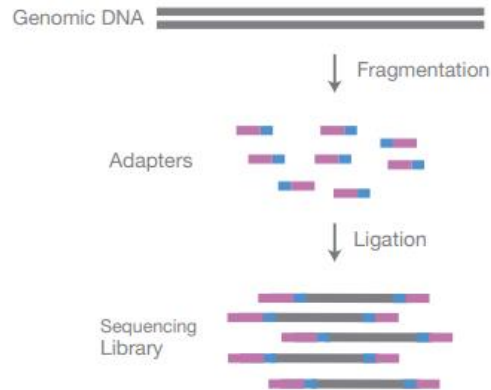 Genomic DNA
Fragmentation
Adapters
Ligation
Sequencing
Library